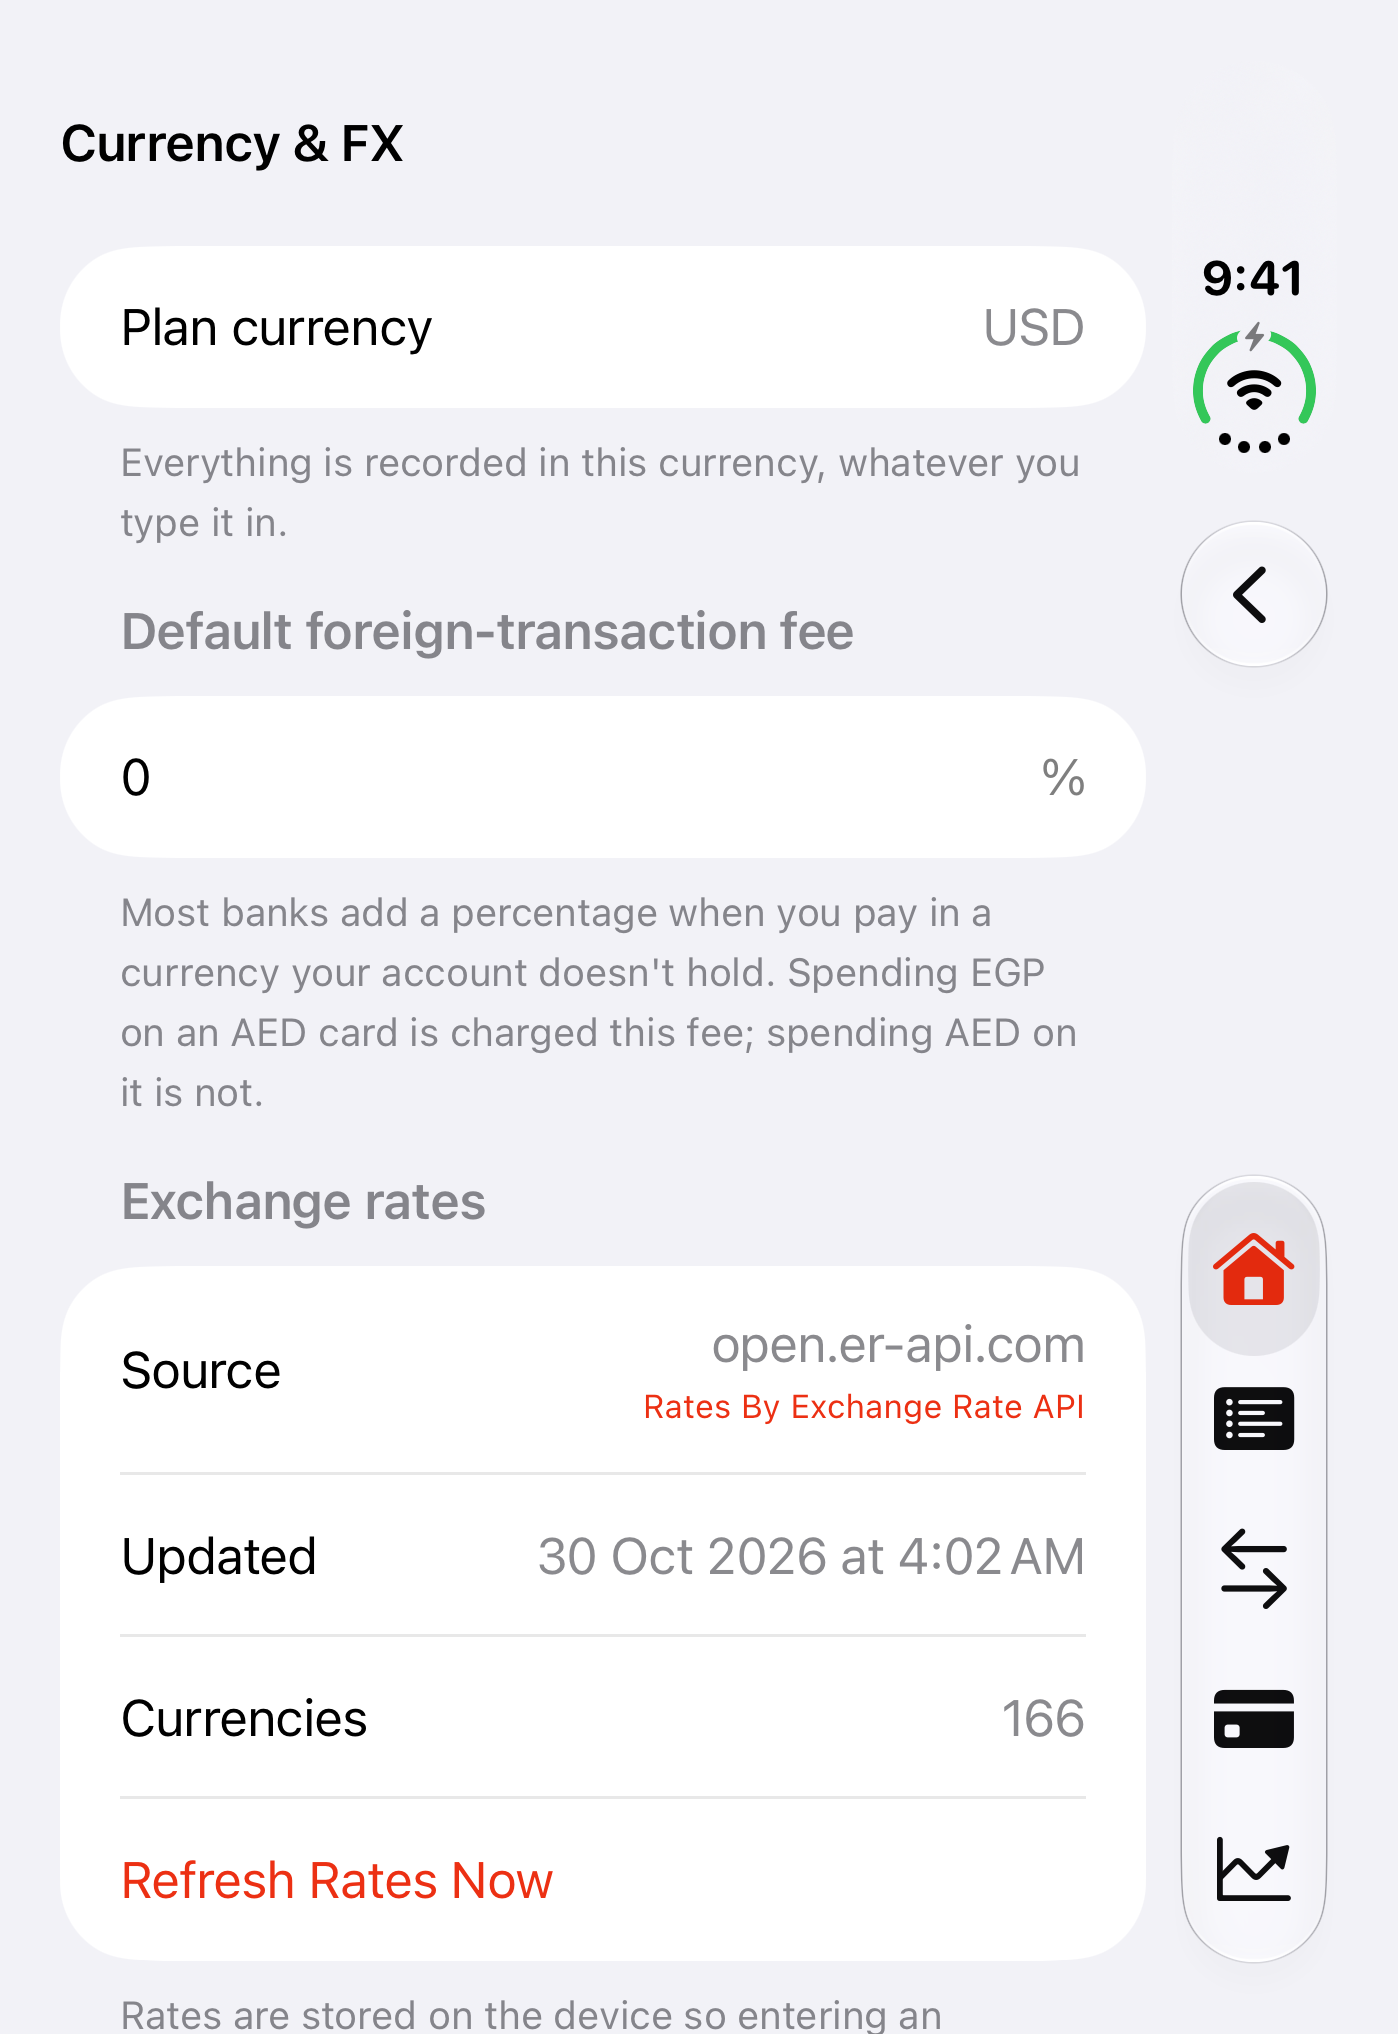 Currency & FX
9:41
Plan currency
USD
Everything is recorded in this currency, whatever you
type it in.
Default foreign-transaction fee
0
%
Most banks add a percentage when you pay in a
currency your account doesn't hold. Spending EGP
on an AED card is charged this fee; spending AED on
it is not.
Exchange rates
Source
open.er-api.com
Rates By Exchange Rate API
Updated
30 Oct 2026 at 4:02 AM
Currencies
166
Refresh Rates Now
Rates are stored on the device so entering an